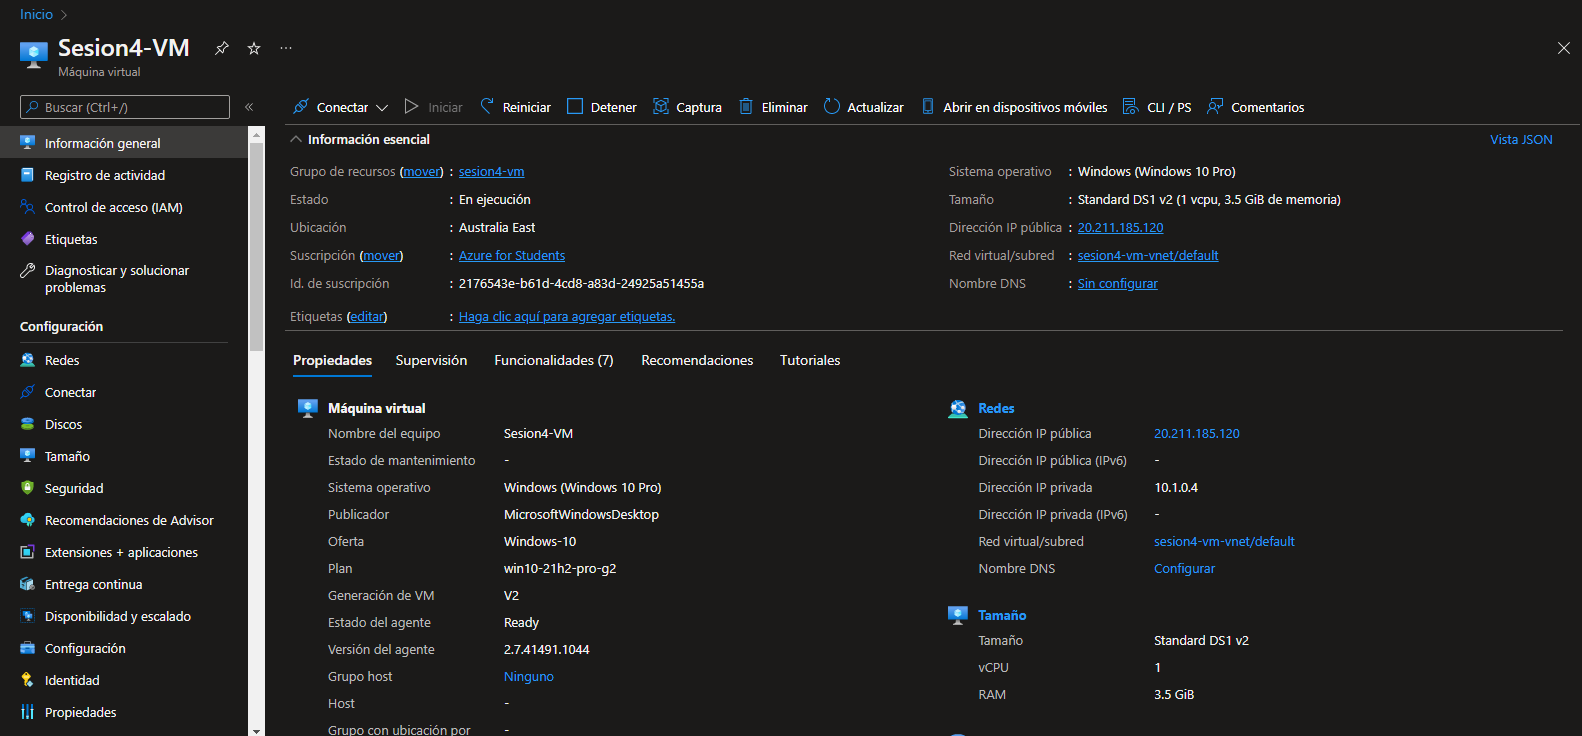 Inicio
Sesion4-VM
Máquina virtual
Buscar (Ctrl+/)
Conectar Iniciar Reiniciar Detener Captura Eliminar Actualizar Abrir en dispositivos móviles CLI / PS Comentarios
Información general
Registro de actividad
Control de acceso (IAM)
Etiquetas
Diagnosticar y solucionar
problemas
Configuración
Redes
Conectar
Discos
Tamaño
Seguridad
Recomendaciones de Advisor
Extensiones + aplicaciones
Entrega continua
Disponibilidad y escalado
Configuración
Identidad
Propiedades
Información esencial
Vista JSON
Grupo de recursos (mover) : sesion4-vm
Estado : En ejecución
Ubicación : Australia East
Suscripción (mover) : Azure for Students
Id. de suscripción : 2176543e-b61d-4cd8-a83d-24925a51455a
Etiquetas (editar) : Haga clic aquí para agregar etiquetas.
Sistema operativo : Windows (Windows 10 Pro)
Tamaño : Standard DS1 v2 (1 vcpu, 3.5 GiB de memoria)
Dirección IP pública : 20.211.185.120
Red virtual/subred : sesion4-vm-vnet/default
Nombre DNS : Sin configurar
Propiedades Supervisión Funcionalidades (7) Recomendaciones Tutoriales
Máquina virtual
Nombre del equipo Sesion4-VM
Estado de mantenimiento -
Sistema operativo Windows (Windows 10 Pro)
Publicador MicrosoftWindowsDesktop
Oferta Windows-10
Plan win10-21h2-pro-g2
Generación de VM V2
Estado del agente Ready
Versión del agente 2.7.41491.1044
Grupo host Ninguno
Host -
Grupo con ubicación por -
Redes
Dirección IP pública 20.211.185.120
Dirección IP pública (IPv6) -
Dirección IP privada 10.1.0.4
Dirección IP privada (IPv6) -
Red virtual/subred sesion4-vm-vnet/default
Nombre DNS Configurar
Tamaño
Tamaño Standard DS1 v2
vCPU 1
RAM 3.5 GiB